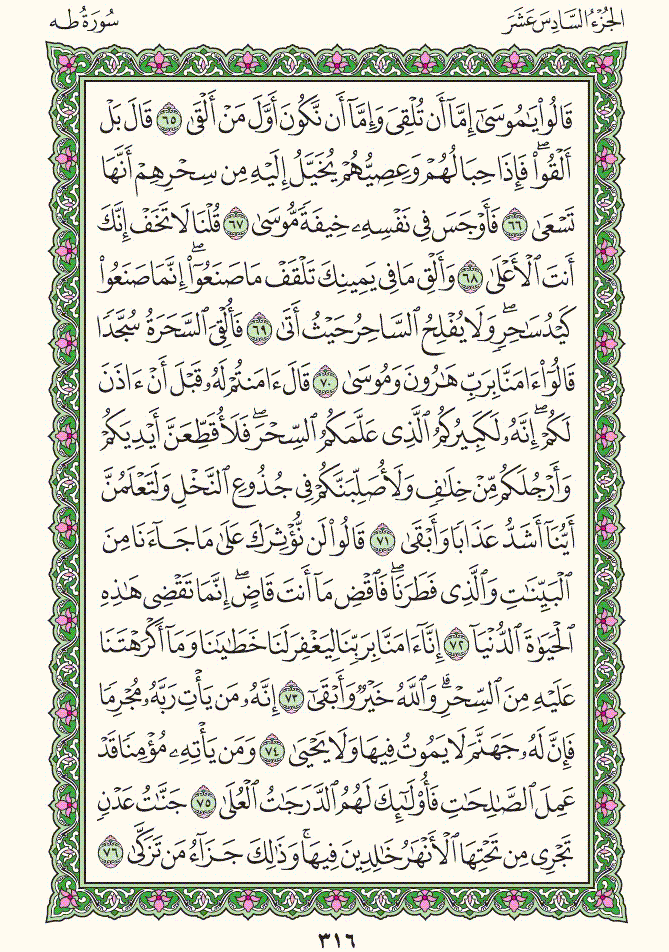 الجُزْءُ السَّادِسَ عَشَرَ
سُورَةُ طه
قَالُوا۟ يَـٰمُوسَىٰٓ إِمَّآ أَن تُلْقِىَ وَإِمَّآ أَن نَّكُونَ أَوَّلَ مَنْ أَلْقَىٰ ٦٥ قَالَ بَلْ
أَلْقُوا۟ ۖ فَإِذَا حِبَالُهُمْ وَعِصِيُّهُمْ يُخَيَّلُ إِلَيْهِ مِن سِحْرِهِمْ أَنَّهَا
تَسْعَىٰ ٦٦ فَأَوْجَسَ فِى نَفْسِهِۦ خِيفَةً مُّوسَىٰ ٦٧ قُلْنَا لَا تَخَفْ إِنَّكَ
أَنتَ ٱلْأَعْلَىٰ ٦٨ وَأَلْقِ مَا فِى يَمِينِكَ تَلْقَفْ مَا صَنَعُوٓا۟ ۖ إِنَّمَا صَنَعُوا۟
كَيْدُ سَـٰحِرٍ ۖ وَلَا يُفْلِحُ ٱلسَّاحِرُ حَيْثُ أَتَىٰ ٦٩ فَأُلْقِىَ ٱلسَّحَرَةُ سُجَّدًا
قَالُوٓا۟ ءَامَنَّا بِرَبِّ هَـٰرُونَ وَمُوسَىٰ ٧٠ قَالَ ءَامَنتُمْ لَهُۥ قَبْلَ أَنْ ءَاذَنَ
لَكُمْ ۖ إِنَّهُۥ لَكَبِيرُكُمُ ٱلَّذِى عَلَّمَكُمُ ٱلسِّحْرَ ۖ فَلَأُقَطِّعَنَّ أَيْدِيَكُمْ
وَأَرْجُلَكُم مِّنْ خِلَـٰفٍ وَلَأُصَلِّبَنَّكُمْ فِى جُذُوعِ ٱلنَّخْلِ وَلَتَعْلَمُنَّ
أَيُّنَآ أَشَدُّ عَذَابًا وَأَبْقَىٰ ٧١ قَالُوا۟ لَن نُّؤْثِرَكَ عَلَىٰ مَا جَآءَنَا مِنَ
ٱلْبَيِّنَـٰتِ وَٱلَّذِى فَطَرَنَا ۖ فَٱقْضِ مَآ أَنتَ قَاضٍ ۖ إِنَّمَا تَقْضِى هَـٰذِهِ
ٱلْحَيَوٰةَ ٱلدُّنْيَآ ٧٢ إِنَّآ ءَامَنَّا بِرَبِّنَا لِيَغْفِرَ لَنَا خَطَـٰيَـٰنَا وَمَآ أَكْرَهْتَنَا
عَلَيْهِ مِنَ ٱلسِّحْرِ ۗ وَٱللَّهُ خَيْرٌ وَأَبْقَىٰٓ ٧٣ إِنَّهُۥ مَن يَأْتِ رَبَّهُۥ مُجْرِمًا
فَإِنَّ لَهُۥ جَهَنَّمَ لَا يَمُوتُ فِيهَا وَلَا يَحْيَىٰ ٧٤ وَمَن يَأْتِهِۦ مُؤْمِنًا قَدْ
عَمِلَ ٱلصَّـٰلِحَـٰتِ فَأُو۟لَـٰٓئِكَ لَهُمُ ٱلدَّرَجَـٰتُ ٱلْعُلَىٰ ٧٥ جَنَّـٰتُ عَدْنٍ
تَجْرِى مِن تَحْتِهَا ٱلْأَنْهَـٰرُ خَـٰلِدِينَ فِيهَا ۚ وَذَٰلِكَ جَزَآءُ مَن تَزَكَّىٰ ٧٦
٣١٦